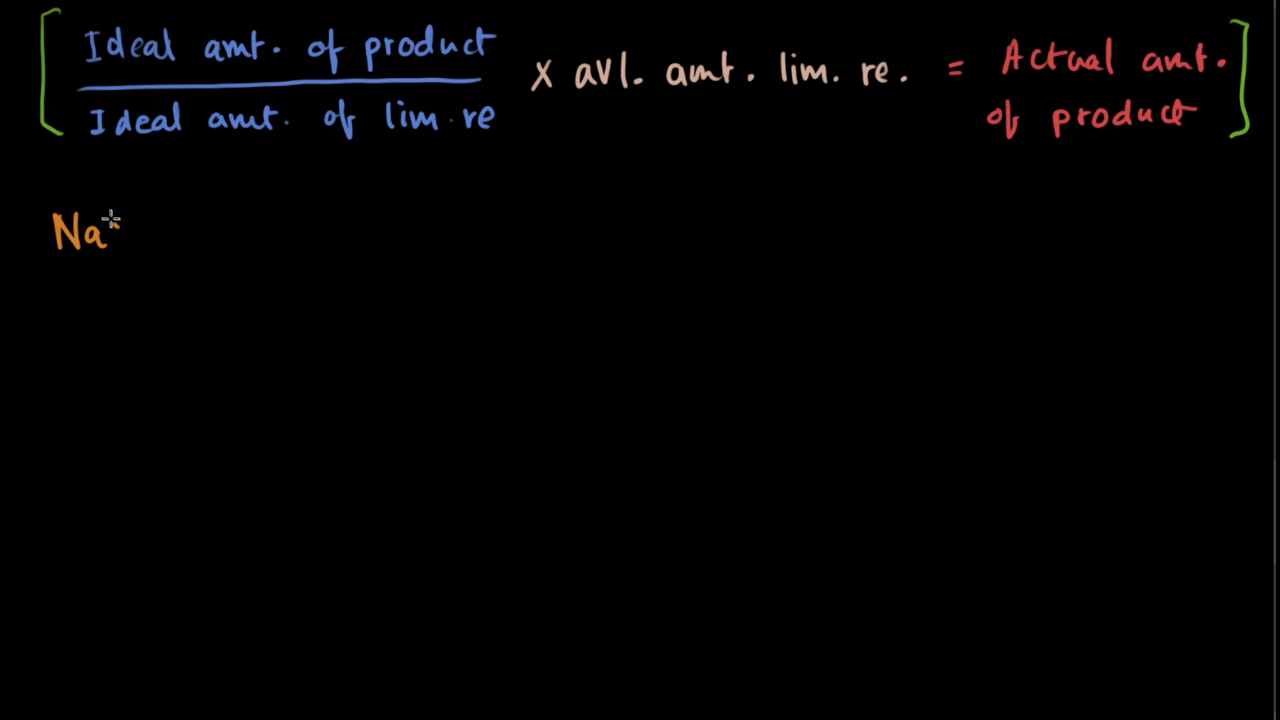 Ideal amt. of product
Ideal amt. of lim. re
x avl. amt. lim. re. = Actual amt. of product
Na